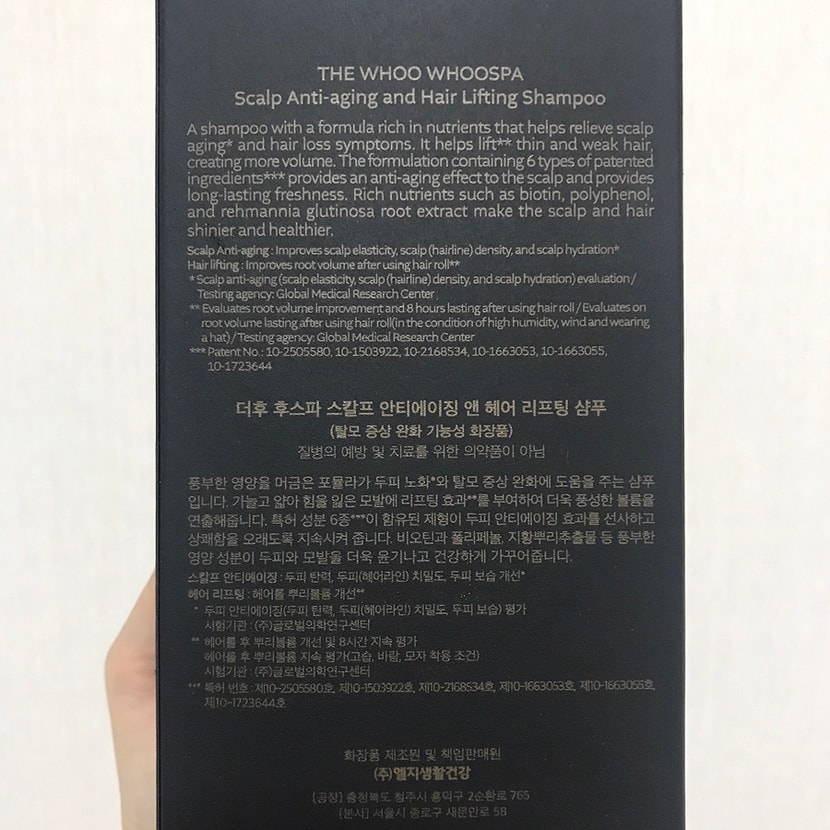 THE WHOO WHOOSPA
Scalp Anti-aging and Hair Lifting Shampoo
A shampoo with a formula rich in nutrients that helps relieve scalp
aging* and hair loss symptoms. It helps lift** thin and weak hair,
creating more volume. The formulation containing 6 types of patented
ingredients*** provides an anti-aging effect to the scalp and provides
long-lasting freshness. Rich nutrients such as biotin, polyphenol,
and rehmannia glutinosa root extract make the scalp and hair
shinier and healthier.
Scalp Anti-aging : Improves scalp elasticity, scalp (hairline) density, and scalp hydration*
Hair lifting : Improves root volume after using hair roll**
* Scalp anti-aging (scalp elasticity, scalp (hairline) density, and scalp hydration) evaluation /
Testing agency: Global Medical Research Center
** Evaluates root volume improvement and 8 hours lasting after using hair roll / Evaluates on
root volume lasting after using hair roll(in the condition of high humidity, wind and wearing
a hat) / Testing agency: Global Medical Research Center
*** Patent No.: 10-2505580, 10-1503922, 10-2168534, 10-1663053, 10-1663055,
10-1723644
더후 후스파 스칼프 안티에이징 앤 헤어 리프팅 샴푸
(탈모 증상 완화 기능성 화장품)
질병의 예방 및 치료를 위한 의약품이 아님
풍부한 영양을 머금은 포뮬라가 두피 노화*와 탈모 증상 완화에 도움을 주는 샴푸
입니다. 가늘고 얇아 힘을 잃은 모발에 리프팅 효과**를 부여하여 더욱 풍성한 볼륨을
연출해줍니다. 특허 성분 6종***이 함유된 제형이 두피 안티에이징 효과를 선사하고
상쾌함을 오래도록 지속시켜 줍니다. 비오틴과 폴리페놀, 지황뿌리추출물 등 풍부한
영양 성분이 두피와 모발을 더욱 윤기나고 건강하게 가꾸어줍니다.
스칼프 안티에이징 : 두피 탄력, 두피(헤어라인) 치밀도, 두피 보습 개선*
헤어 리프팅 : 헤어롤 뿌리볼륨 개선**
* 두피 안티에이징(두피 탄력, 두피(헤어라인) 치밀도, 두피 보습) 평가
시험기관 : (주)글로벌의학연구센터
** 헤어롤 후 뿌리볼륨 개선 및 8시간 지속 평가
헤어롤 후 뿌리볼륨 지속 평가(고습, 바람, 모자 착용 조건)
시험기관 : (주)글로벌의학연구센터
*** 특허 번호 : 제10-2505580호, 제10-1503922호, 제10-2168534호, 제10-1663053호, 제10-1663055호,
제10-1723644호
화장품 제조원 및 책임판매원
(주)엘지생활건강
[공장] 충청북도 청주시 흥덕구 2순환로 765
[본사] 서울시 종로구 새문안로 58